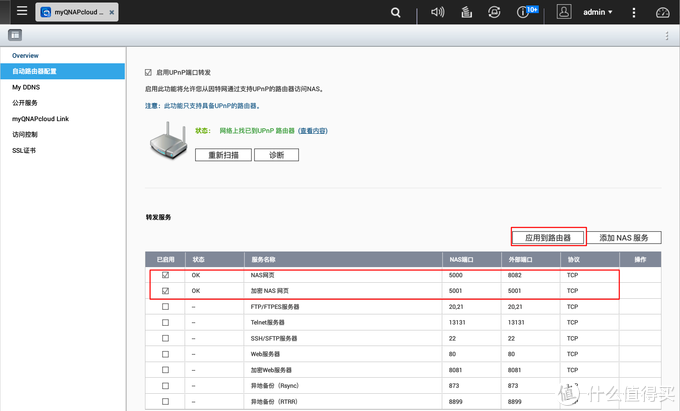 myQNAPcloud ...
10+
admin
Overview
自动路由器配置
My DDNS
公开服务
myQNAPcloud Link
访问控制
SSL证书
启用UPnP端口转发
启用此功能将允许您从因特网通过支持UPnP的路由器访问NAS。
注意：此功能只支持具备UPnP的路由器。
状态： 网络上找已到UPnP 路由器 (查看内容)
重新扫描 诊断
转发服务
应用到路由器 添加 NAS 服务
已启用 状态 服务名称 NAS端口 外部端口 协议 操作
OK NAS网页 5000 8082 TCP
OK 加密 NAS 网页 5001 5001 TCP
-- FTP/FTPES服务器 20,21 20,21 TCP
-- Telnet服务器 13131 13131 TCP
-- SSH/SFTP服务器 22 22 TCP
-- Web服务器 80 80 TCP
-- 加密Web服务器 8081 8081 TCP
-- 异地备份（Rsync） 873 873 TCP
-- 异地备份（RTRR） 8899 8899 TCP
值 什么值得买